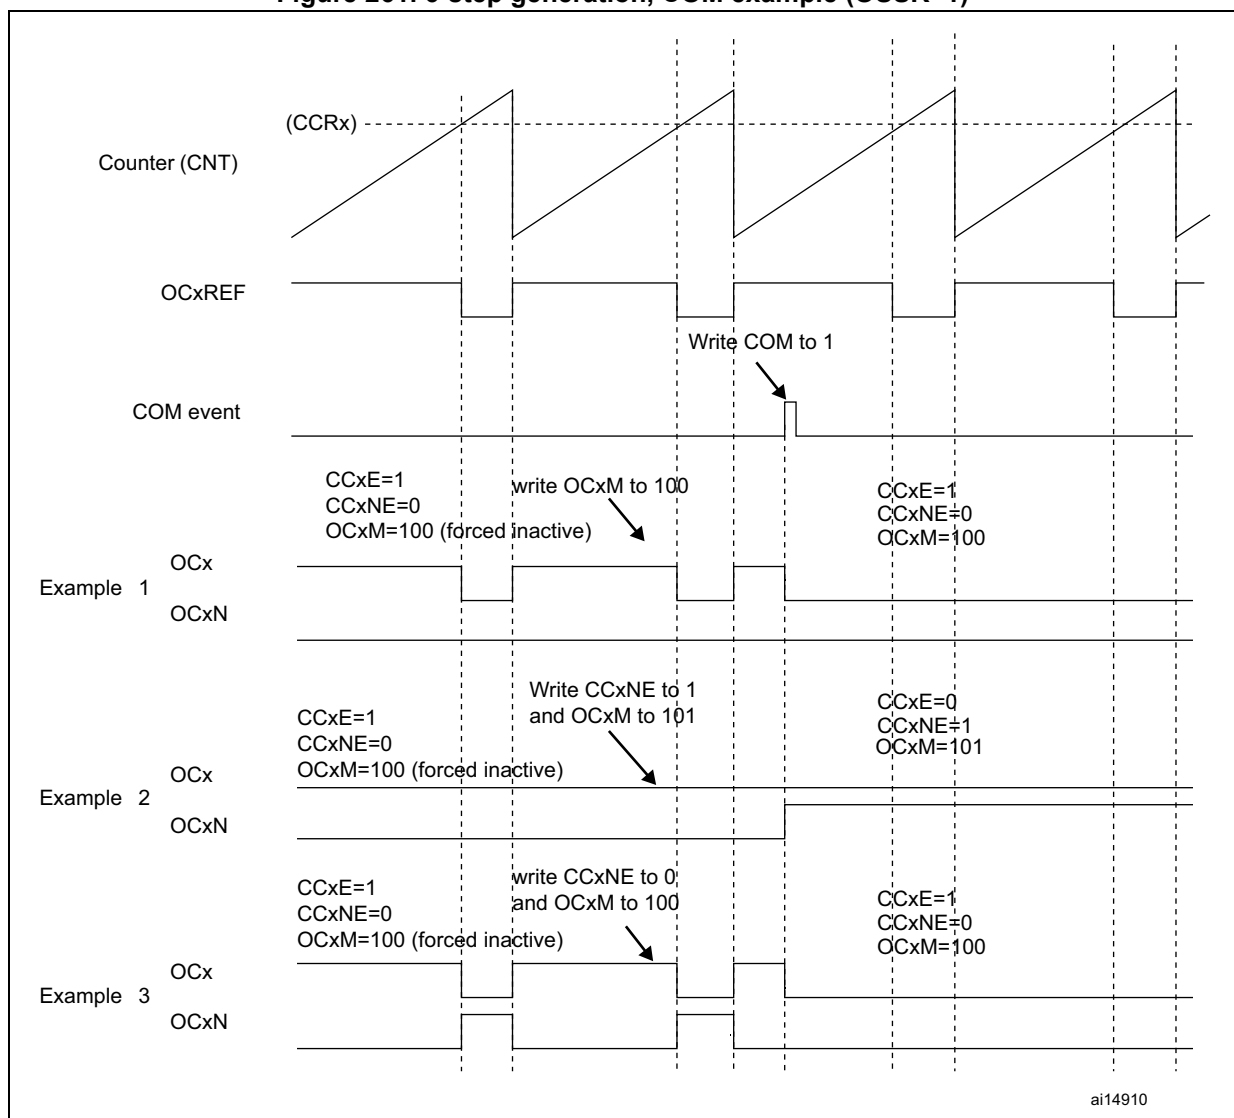 (CCRx)
Counter (CNT)
OCxREF
Write COM to 1
COM event
CCxE=1
CCxNE=0
OCxM=100 (forced inactive)
write OCxM to 100
CCxE=1
CCxNE=0
OCxM=100
OCx
Example 1
OCxN
Write CCxNE to 1
and OCxM to 101
CCxE=1
CCxNE=0
OCxM=100 (forced inactive)
CCxE=0
CCxNE=1
OCxM=101
OCx
Example 2
OCxN
write CCxNE to 0
and OCxM to 100
CCxE=1
CCxNE=0
OCxM=100 (forced inactive)
CCxE=1
CCxNE=0
OCxM=100
OCx
Example 3
OCxN
ai14910